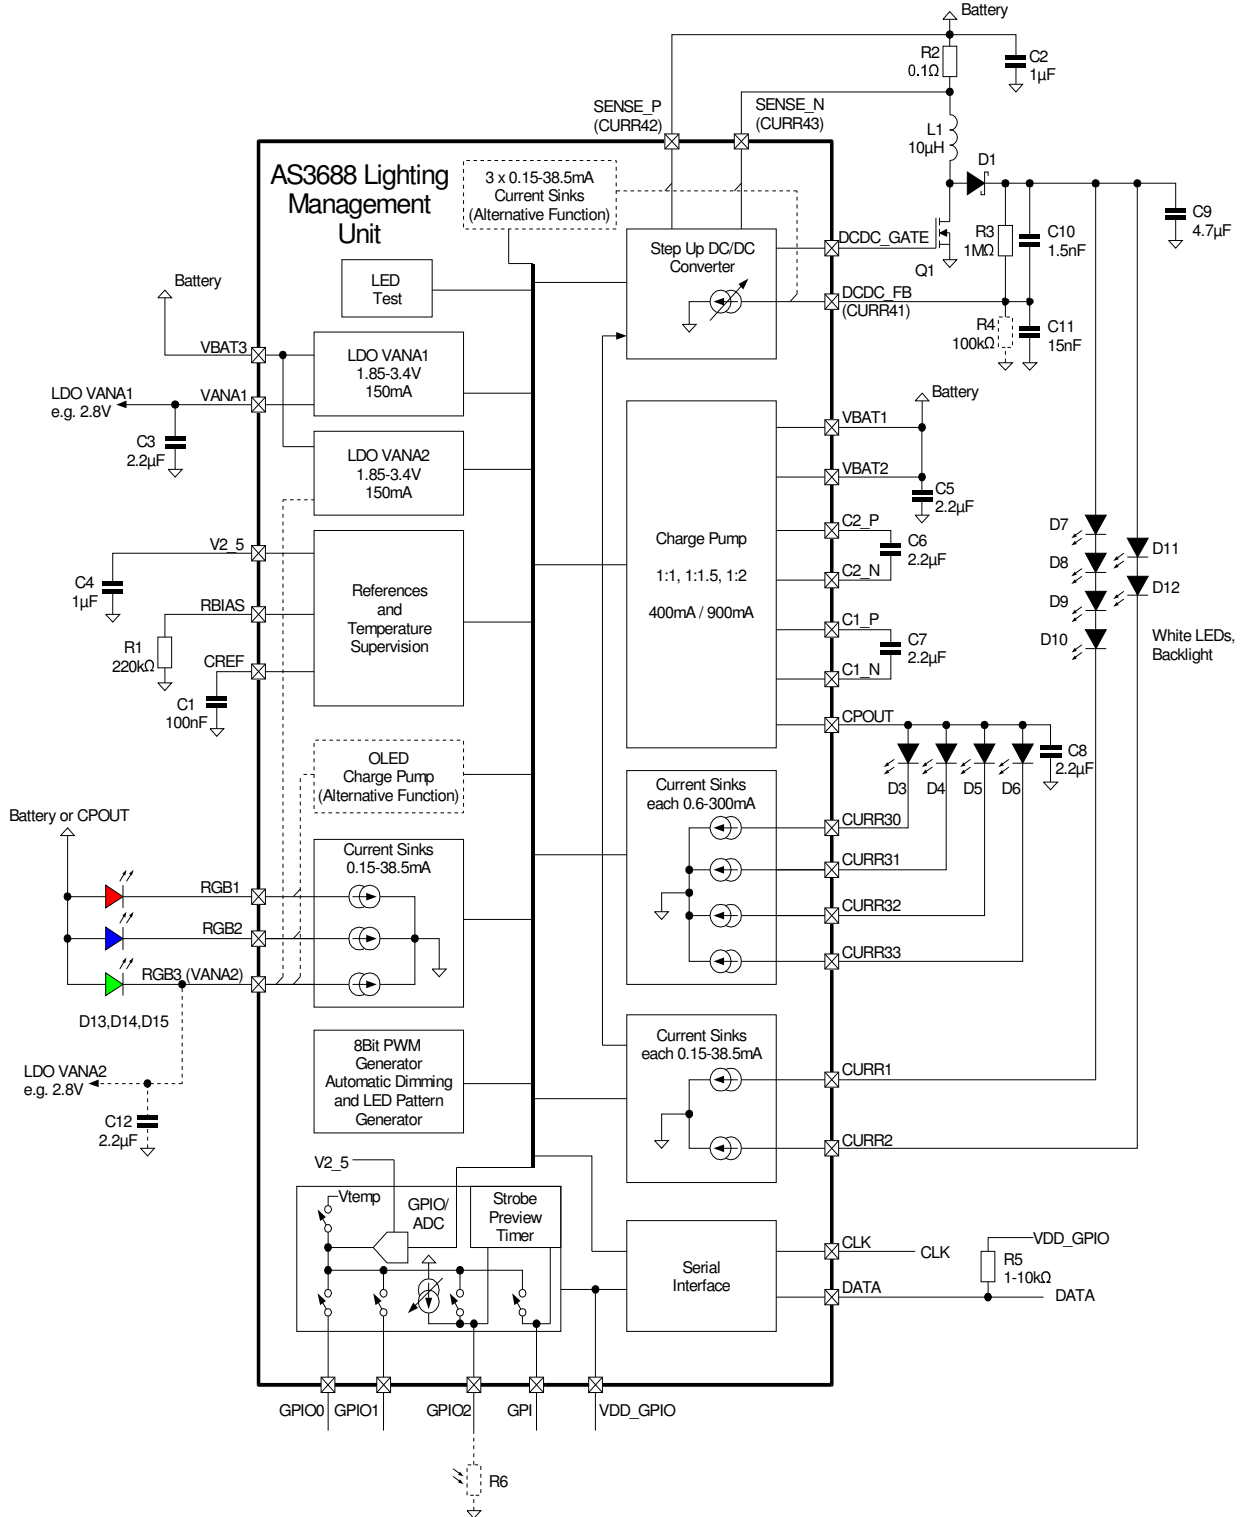 Battery
R2
0.1Ω
C2
1µF
SENSE_P
(CURR42)
SENSE_N
(CURR43)
L1
10µH
D1
AS3688 Lighting
Management
Unit
3 x 0.15-38.5mA
Current Sinks
(Alternative Function)
Step Up DC/DC
Converter
DCDC_GATE
Q1
R3
1MΩ
C10
1.5nF
C9
4.7µF
DCDC_FB
(CURR41)
R4
100kΩ
C11
15nF
LED
Test
Battery
VBAT3
LDO VANA1
1.85-3.4V
150mA
LDO VANA1
e.g. 2.8V
VANA1
C3
2.2µF
LDO VANA2
1.85-3.4V
150mA
Battery
VBAT1
VBAT2
C5
2.2µF
Charge Pump
1:1, 1:1.5, 1:2
400mA / 900mA
C2_P
C6
2.2µF
C2_N
C1_P
C7
2.2µF
C1_N
CPOUT
V2_5
C4
1µF
RBIAS
R1
220kΩ
CREF
C1
100nF
References
and
Temperature
Supervision
D7
D8
D9
D10
D11
D12
White LEDs,
Backlight
D3
D4
D5
D6
C8
2.2µF
OLED
Charge Pump
(Alternative Function)
Current Sinks
each 0.6-300mA
CURR30
CURR31
CURR32
CURR33
Battery or CPOUT
Current Sinks
0.15-38.5mA
RGB1
RGB2
RGB3 (VANA2)
D13,D14,D15
LDO VANA2
e.g. 2.8V
C12
2.2µF
8Bit PWM
Generator
Automatic Dimming
and LED Pattern
Generator
Current Sinks
each 0.15-38.5mA
CURR1
CURR2
V2_5
Vtemp
GPIO/
ADC
Strobe
Preview
Timer
Serial
Interface
CLK
CLK
VDD_GPIO
R5
1-10kΩ
DATA
DATA
GPIO0
GPIO1
GPIO2
GPI
VDD_GPIO
R6